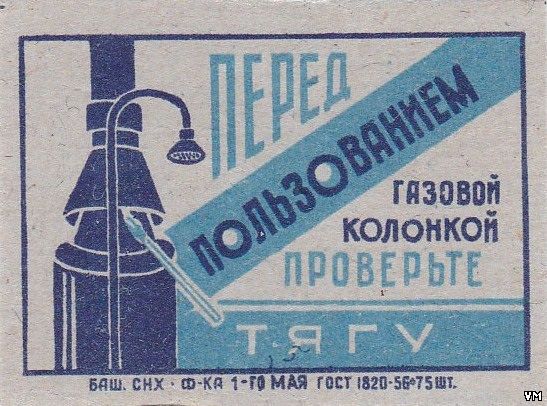 ПЕРЕД
ПОЛЬЗОВАНИЕМ
ГАЗОВОЙ
КОЛОНКОЙ
ПРОВЕРЬТЕ
ТЯГУ
БАШ. СНХ · Ф-КА 1-ГО МАЯ ГОСТ 1820-56 · 75 ШТ.
VM